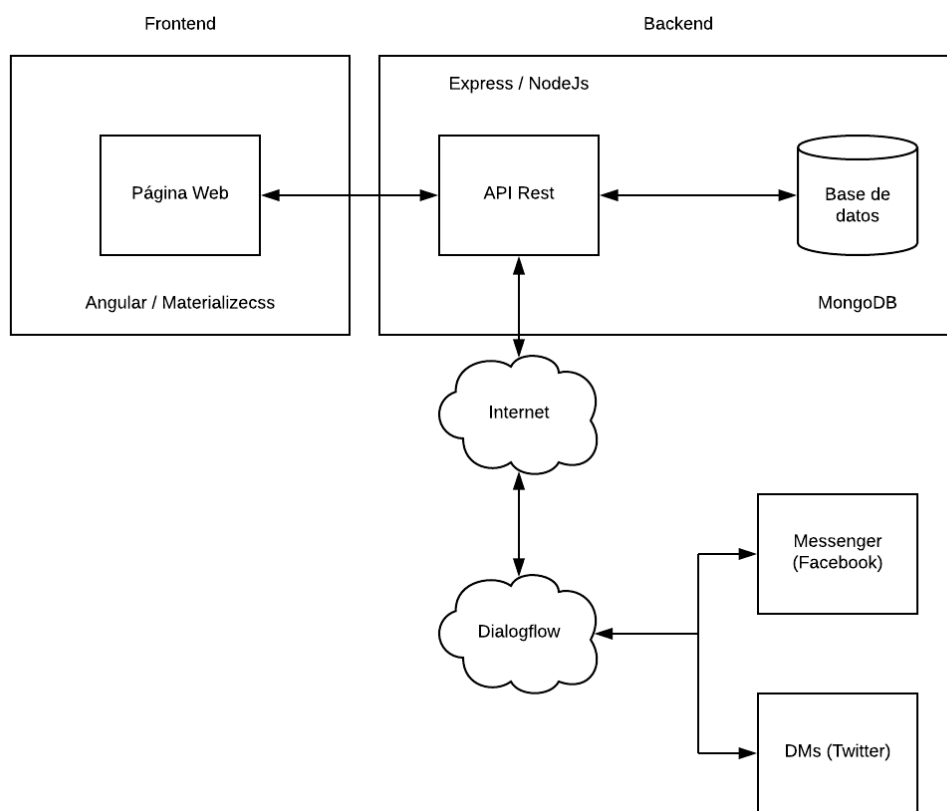 Frontend
Backend
Express / NodeJs
Página Web
API Rest
Base de
datos
Angular / Materializecss
MongoDB
Internet
Messenger
(Facebook)
Dialogflow
DMs (Twitter)